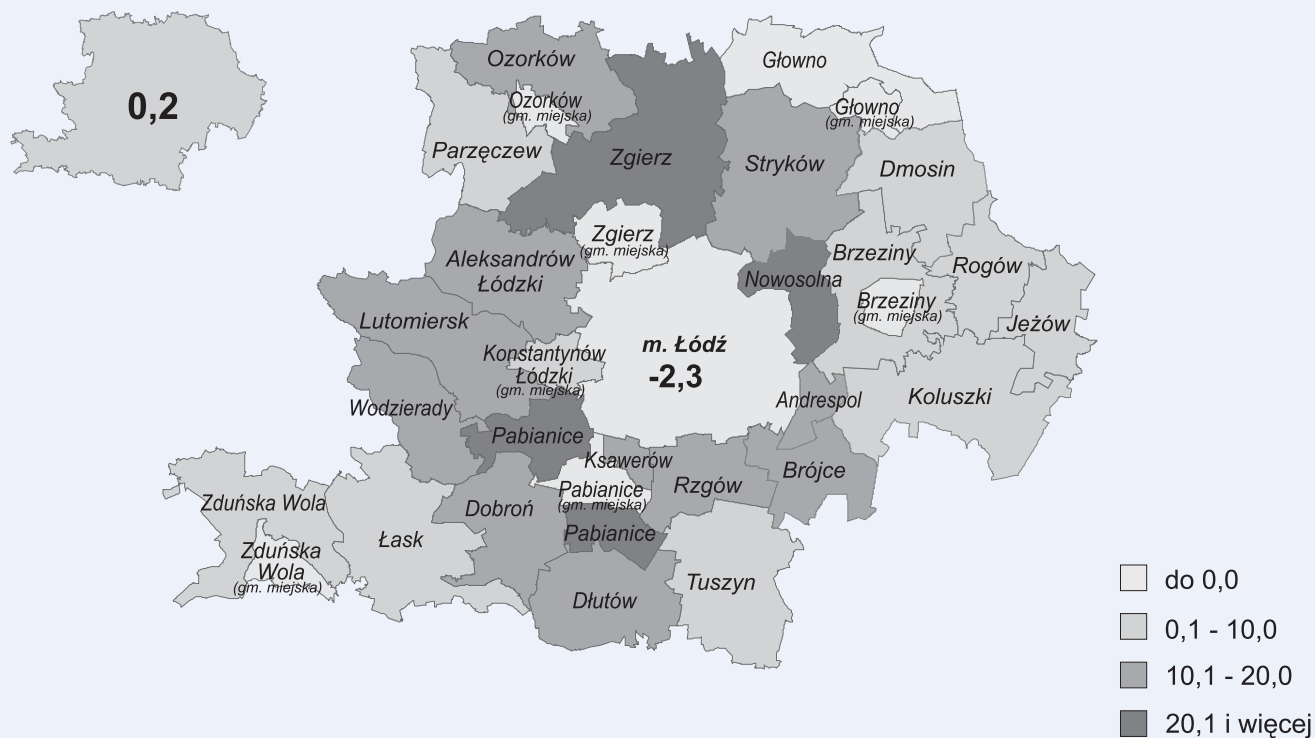 0,2
Ozorków
Głowno
Ozorków
(gm. miejska)
Głowno
(gm. miejska)
Parzęczew
Zgierz
Stryków
Dmosin
Zgierz
(gm. miejska)
Aleksandrów
Łódzki
Nowosolna
Brzeziny
Rogów
Brzeziny
(gm. miejska)
Lutomiersk
Jeżów
m. Łódź
-2,3
Konstantynów
Łódzki
(gm. miejska)
Wodzierady
Andrespol
Koluszki
Pabianice
Ksawerów
Brójce
Rzgów
Pabianice
(gm. miejska)
Zduńska Wola
Dobroń
Łask
Pabianice
Zduńska
Wola
(gm. miejska)
Tuszyn
Dłutów
do 0,0
0,1 - 10,0
10,1 - 20,0
20,1 i więcej